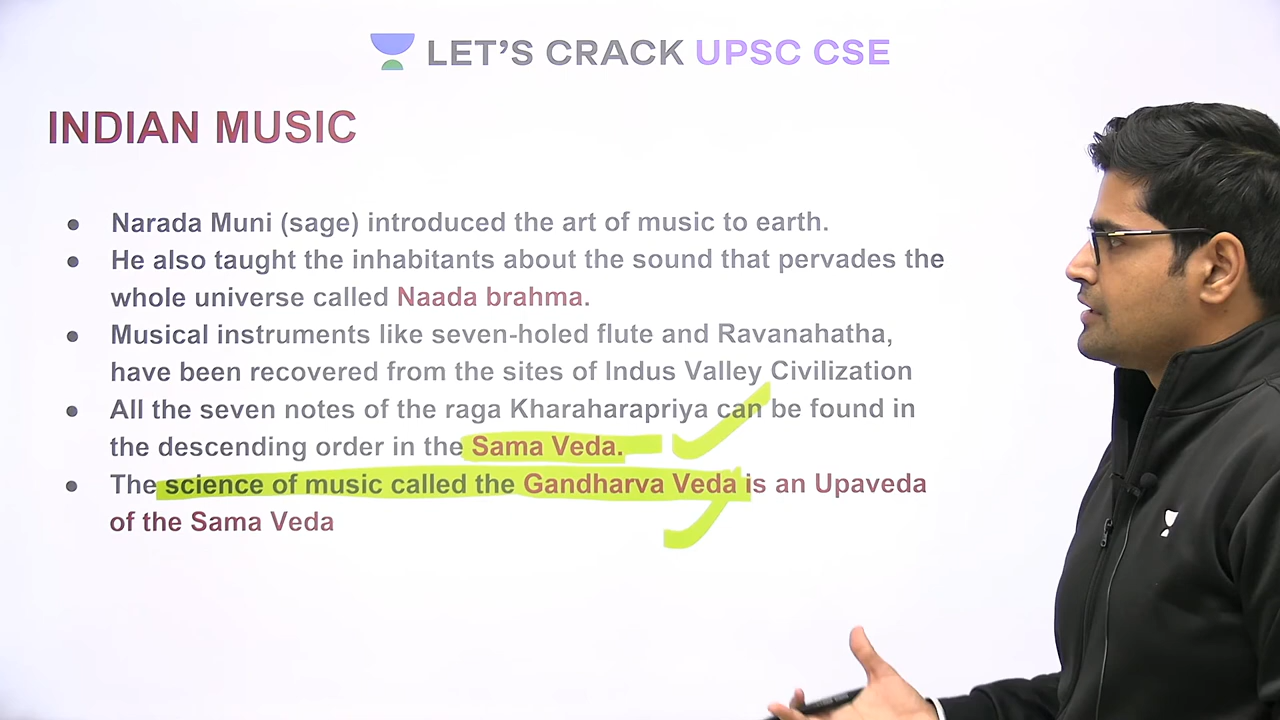 LET'S CRACK UPSC CSE
INDIAN MUSIC
● Narada Muni (sage) introduced the art of music to earth.
● He also taught the inhabitants about the sound that pervades the
whole universe called Naada brahma.
● Musical instruments like seven-holed flute and Ravanahatha,
have been recovered from the sites of Indus Valley Civilization
● All the seven notes of the raga Kharaharapriya can be found in
the descending order in the Sama Veda.
● The science of music called the Gandharva Veda is an Upaveda
of the Sama Veda